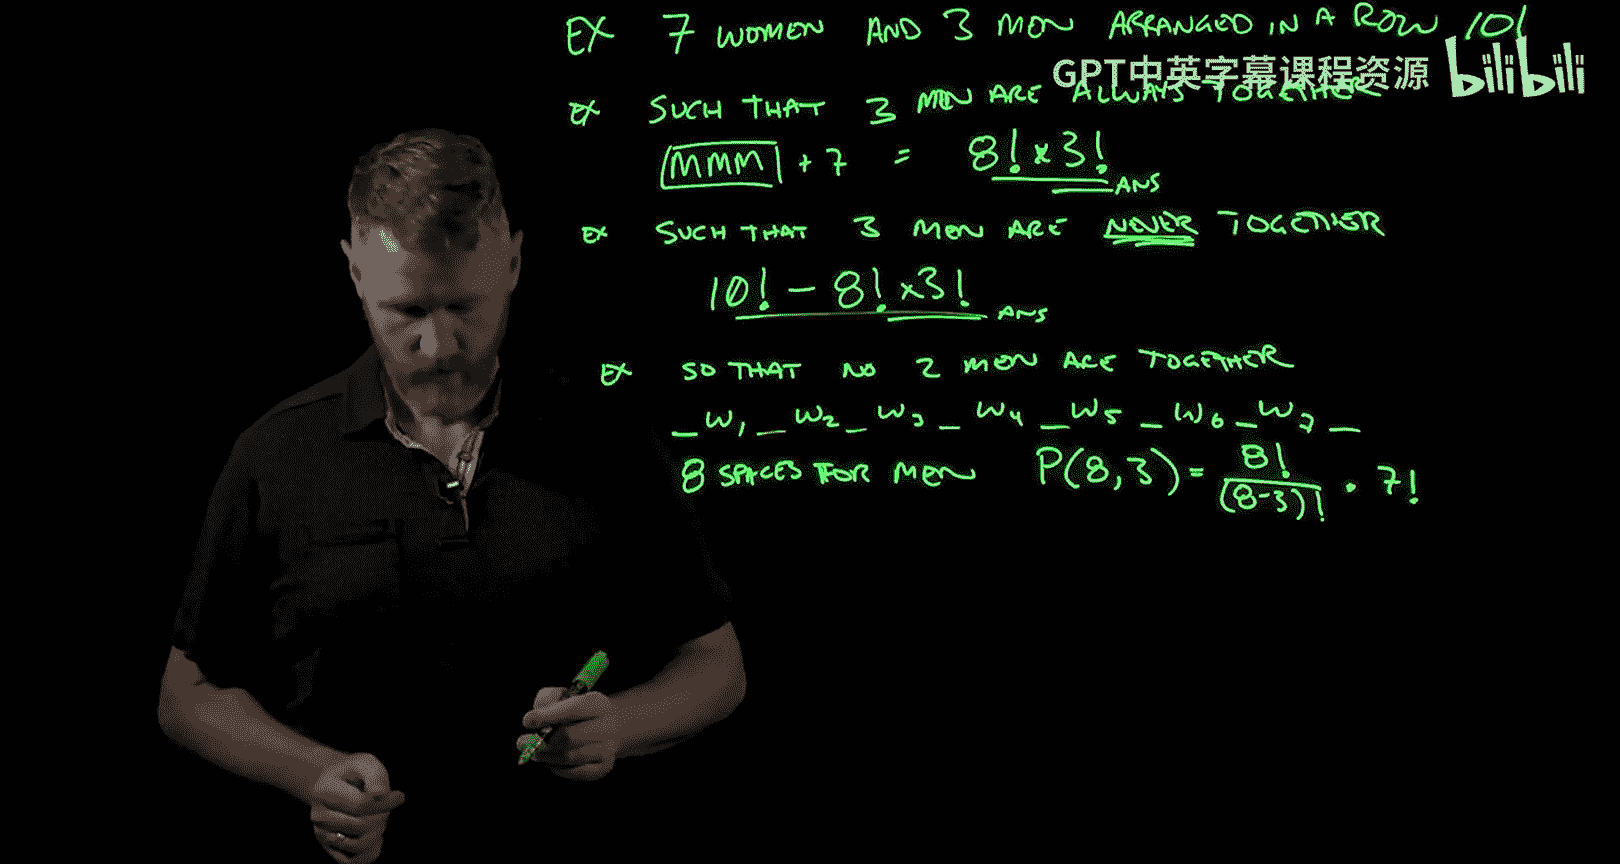 EX 7 WOMEN AND 3 MEN ARRANGED IN A ROW 10!
GPT中英字幕课程资源 bilibili
EX SUCH THAT 3 MEN ARE ALWAYS TOGETHER
MMM + 7 = 8! x 3! ANS
EX SUCH THAT 3 MEN ARE NEVER TOGETHER
10! - 8! x 3! ANS
EX SO THAT NO 2 MEN ARE TOGETHER
_ W1 _ W2 _ W3 _ W4 _ W5 _ W6 _ W7 _
8 SPACES FOR MEN P(8,3) = 8!/(8-3)! · 7!